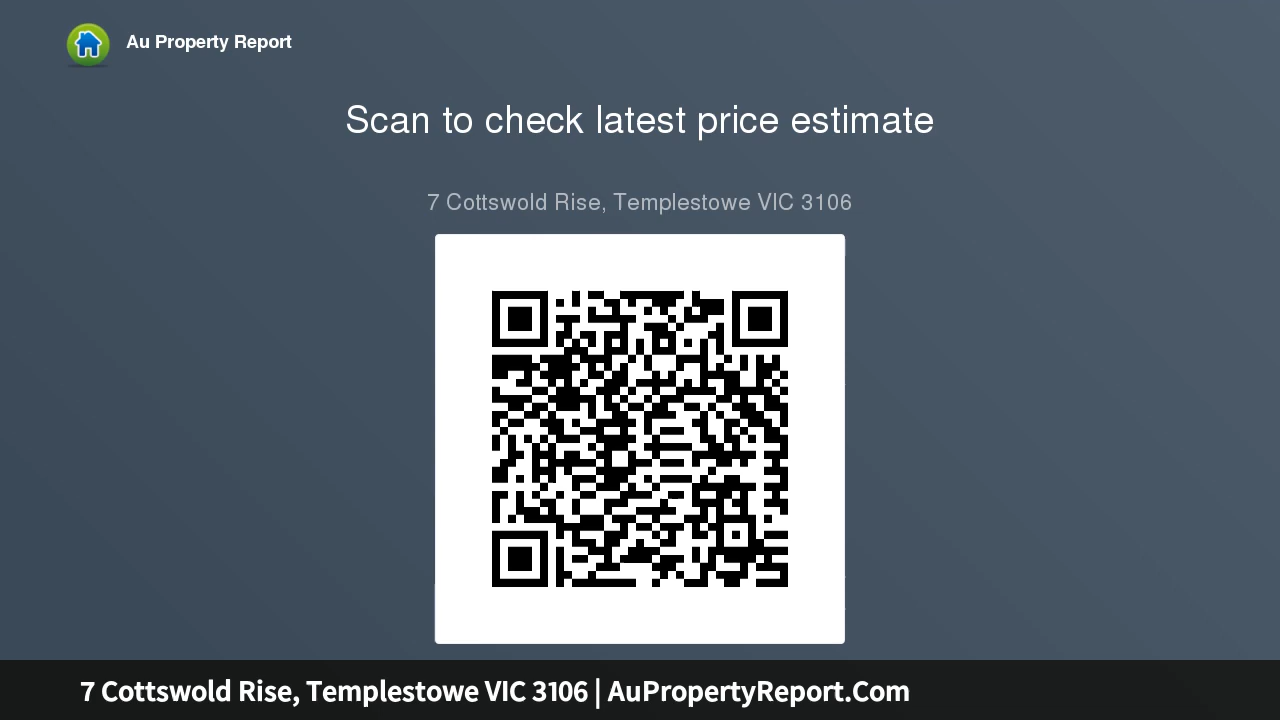 Au Property Report
Scan to check latest price estimate
7 Cottswold Rise, Templestowe VIC 3106
7 Cottswold Rise, Templestowe VIC 3106 | AuPropertyReport.Com